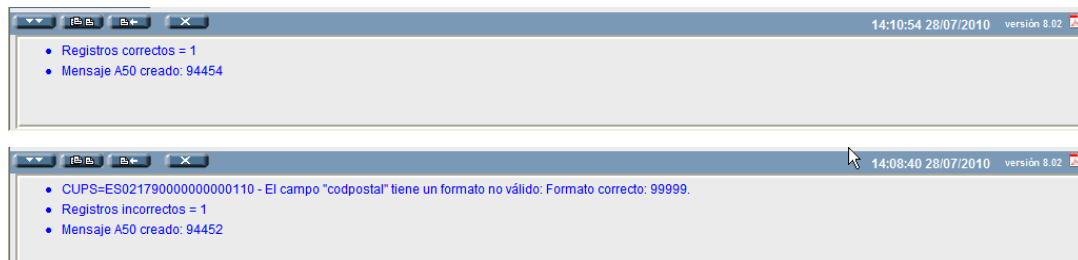 14:10:54 28/07/2010 versión 8.02
Registros correctos = 1
Mensaje A50 creado: 94454
14:08:40 28/07/2010 versión 8.02
CUPS=ES021790000000000110 - El campo "codpostal" tiene un formato no válido: Formato correcto: 99999.
Registros incorrectos = 1
Mensaje A50 creado: 94452